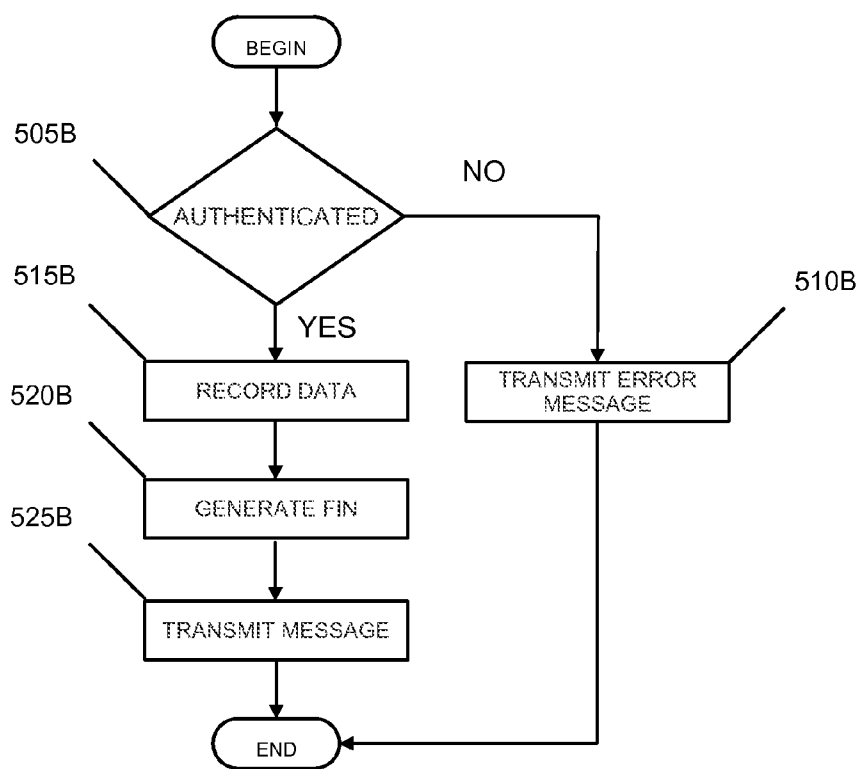 BEGIN
505B
NO
AUTHENTICATED
515B
510B
YES
RECORD DATA
TRANSMIT ERROR
MESSAGE
520B
GENERATE FIN
525B
TRANSMIT MESSAGE
END